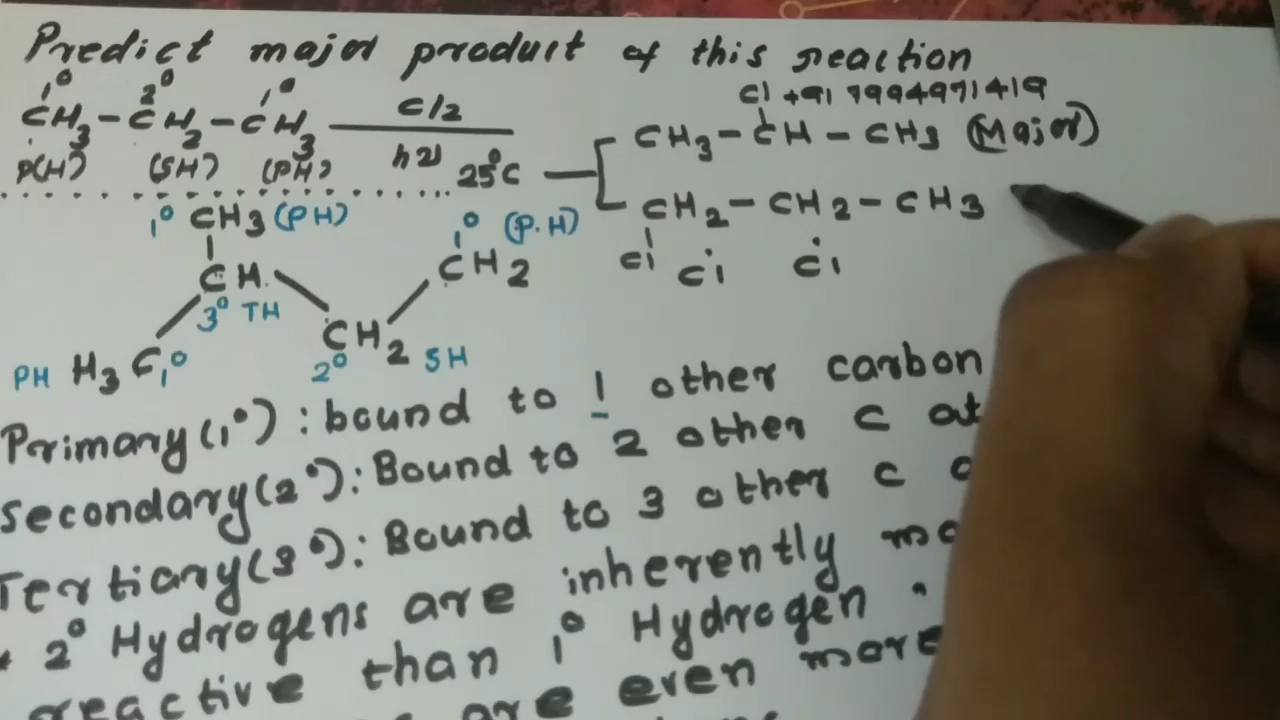 Predict major product of this reaction
1° 2° 1° Cl +91 7994971419
CH3-CH2-CH3 Cl2 CH3-CH-CH3 (Major)
P(H) (SH) (PH) hν 25°C
1° CH3 (PH) 1° (P.H) CH2-CH2-CH3
CH CH2 Cl Cl Cl
3° TH
CH2
PH H3C 1° 2° SH
Primary (1°): bound to 1 other carbon
Secondary (2°): Bound to 2 other C at
Tertiary (3°): Bound to 3 other C
2° Hydrogens are inherently mo
reactive than 1° Hydrogen.
are even more